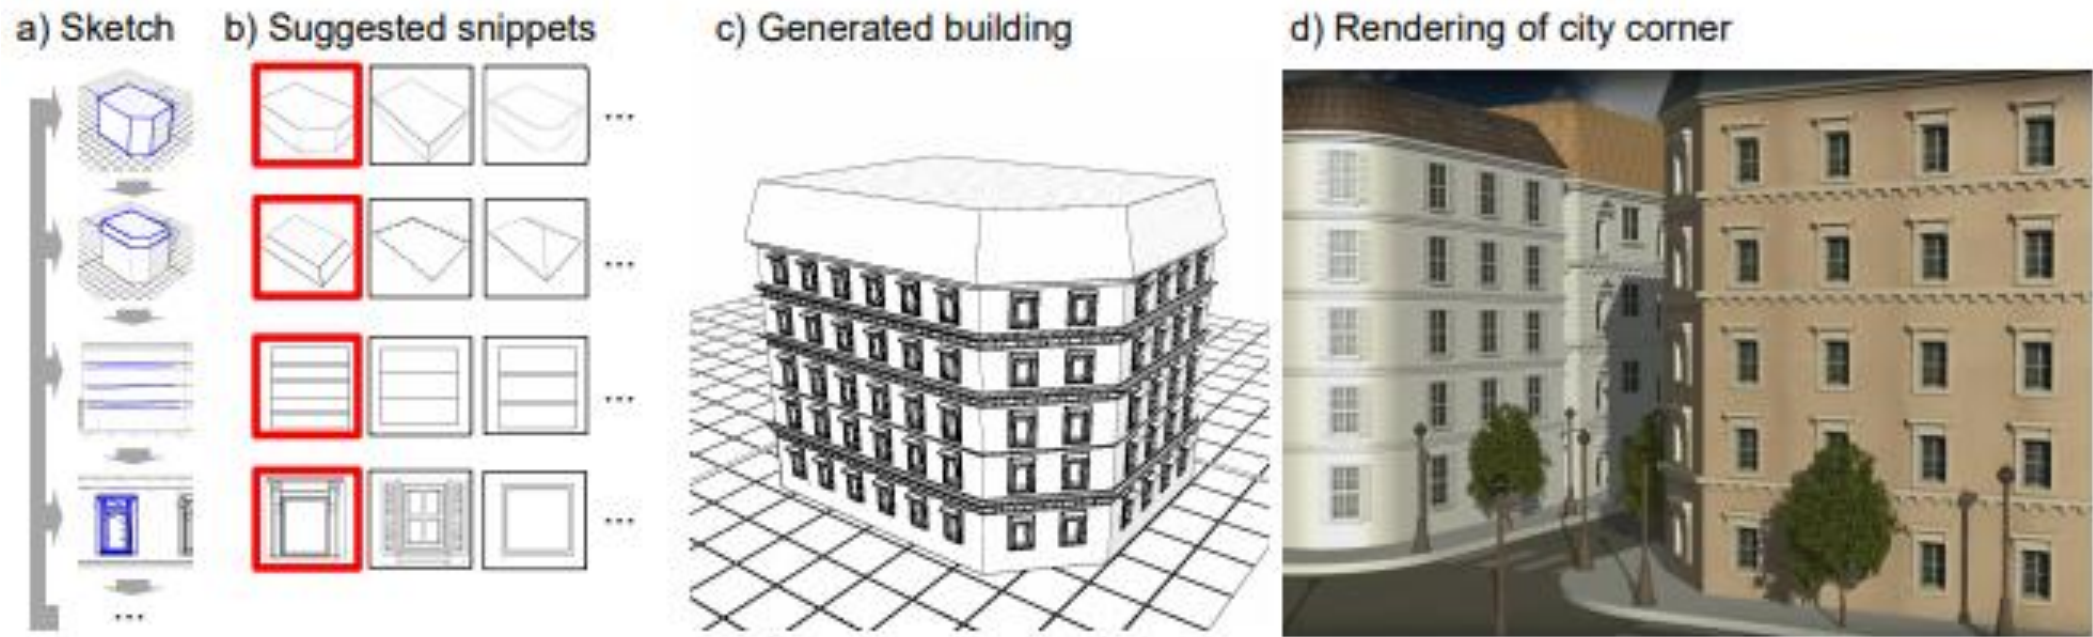 a) Sketch
b) Suggested snippets
c) Generated building
d) Rendering of city corner
...
...
...
...
...